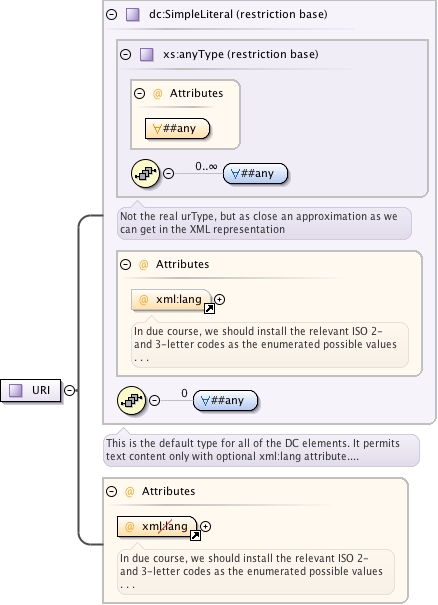 dc:SimpleLiteral (restriction base)
xs:anyType (restriction base)
@ Attributes
∀##any
0..∞
∀##any
Not the real urType, but as close an approximation as we
can get in the XML representation
@ Attributes
@ xml:lang
In due course, we should install the relevant ISO 2-
and 3-letter codes as the enumerated possible values
. . .
URI
0
∀##any
This is the default type for all of the DC elements. It permits
text content only with optional xml:lang attribute....
@ Attributes
@ xml:lang
In due course, we should install the relevant ISO 2-
and 3-letter codes as the enumerated possible values
. . .